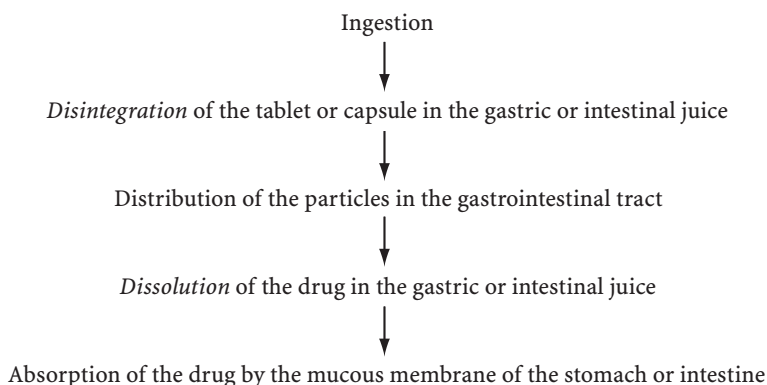 Ingestion
Disintegration of the tablet or capsule in the gastric or intestinal juice
Distribution of the particles in the gastrointestinal tract
Dissolution of the drug in the gastric or intestinal juice
Absorption of the drug by the mucous membrane of the stomach or intestine